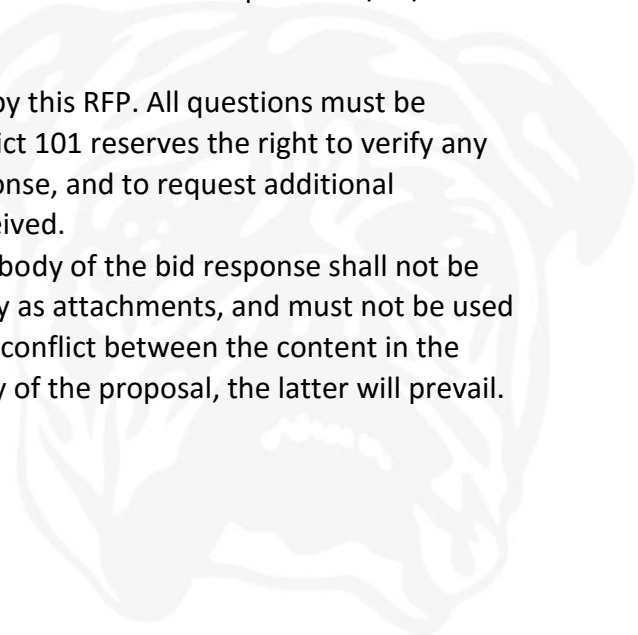 by this RFP. All questions must be
ict 101 reserves the right to verify any
onse, and to request additional
eived.
body of the bid response shall not be
y as attachments, and must not be used
conflict between the content in the
y of the proposal, the latter will prevail.